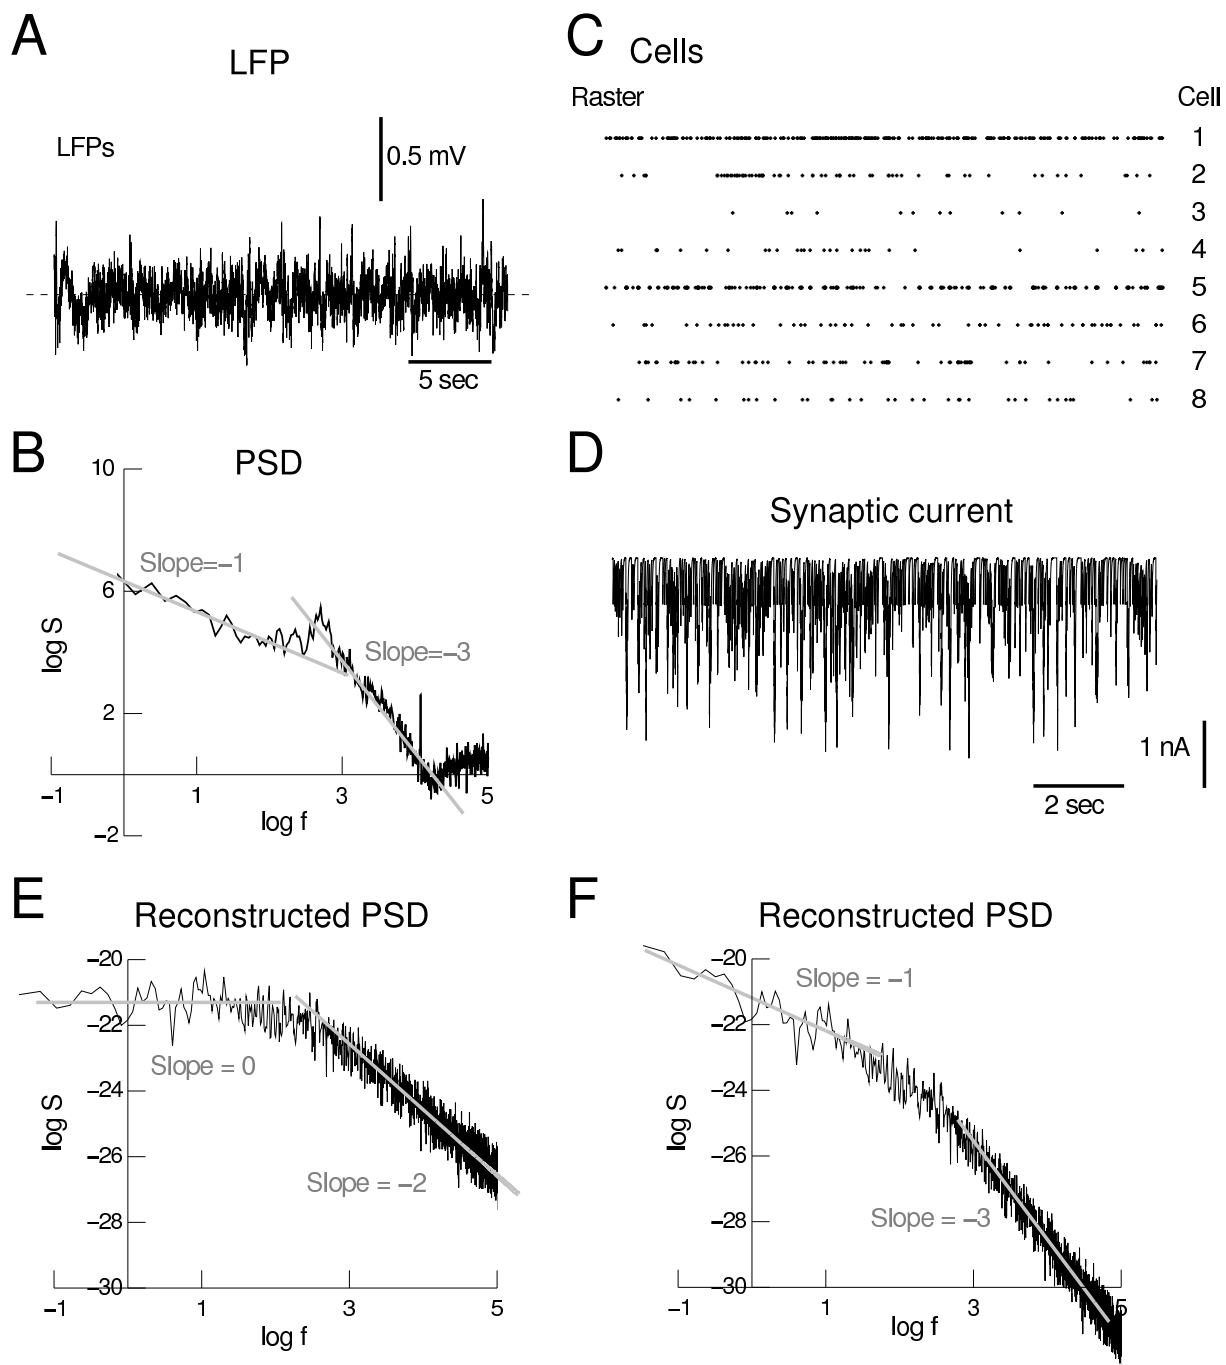 A
LFP
LFPs
0.5 mV
5 sec
B
PSD
10
6
2
−2
log S
Slope=−1
Slope=−3
−1
1
3
5
log f
C
Cells
Raster
Cell
1
2
3
4
5
6
7
8
D
Synaptic current
1 nA
2 sec
E
Reconstructed PSD
−20
−22
−24
−26
−28
−30
log S
Slope = 0
Slope = −2
−1
1
3
5
log f
F
Reconstructed PSD
−20
−22
−24
−26
−28
−30
log S
Slope = −1
Slope = −3
−1
1
3
5
log f